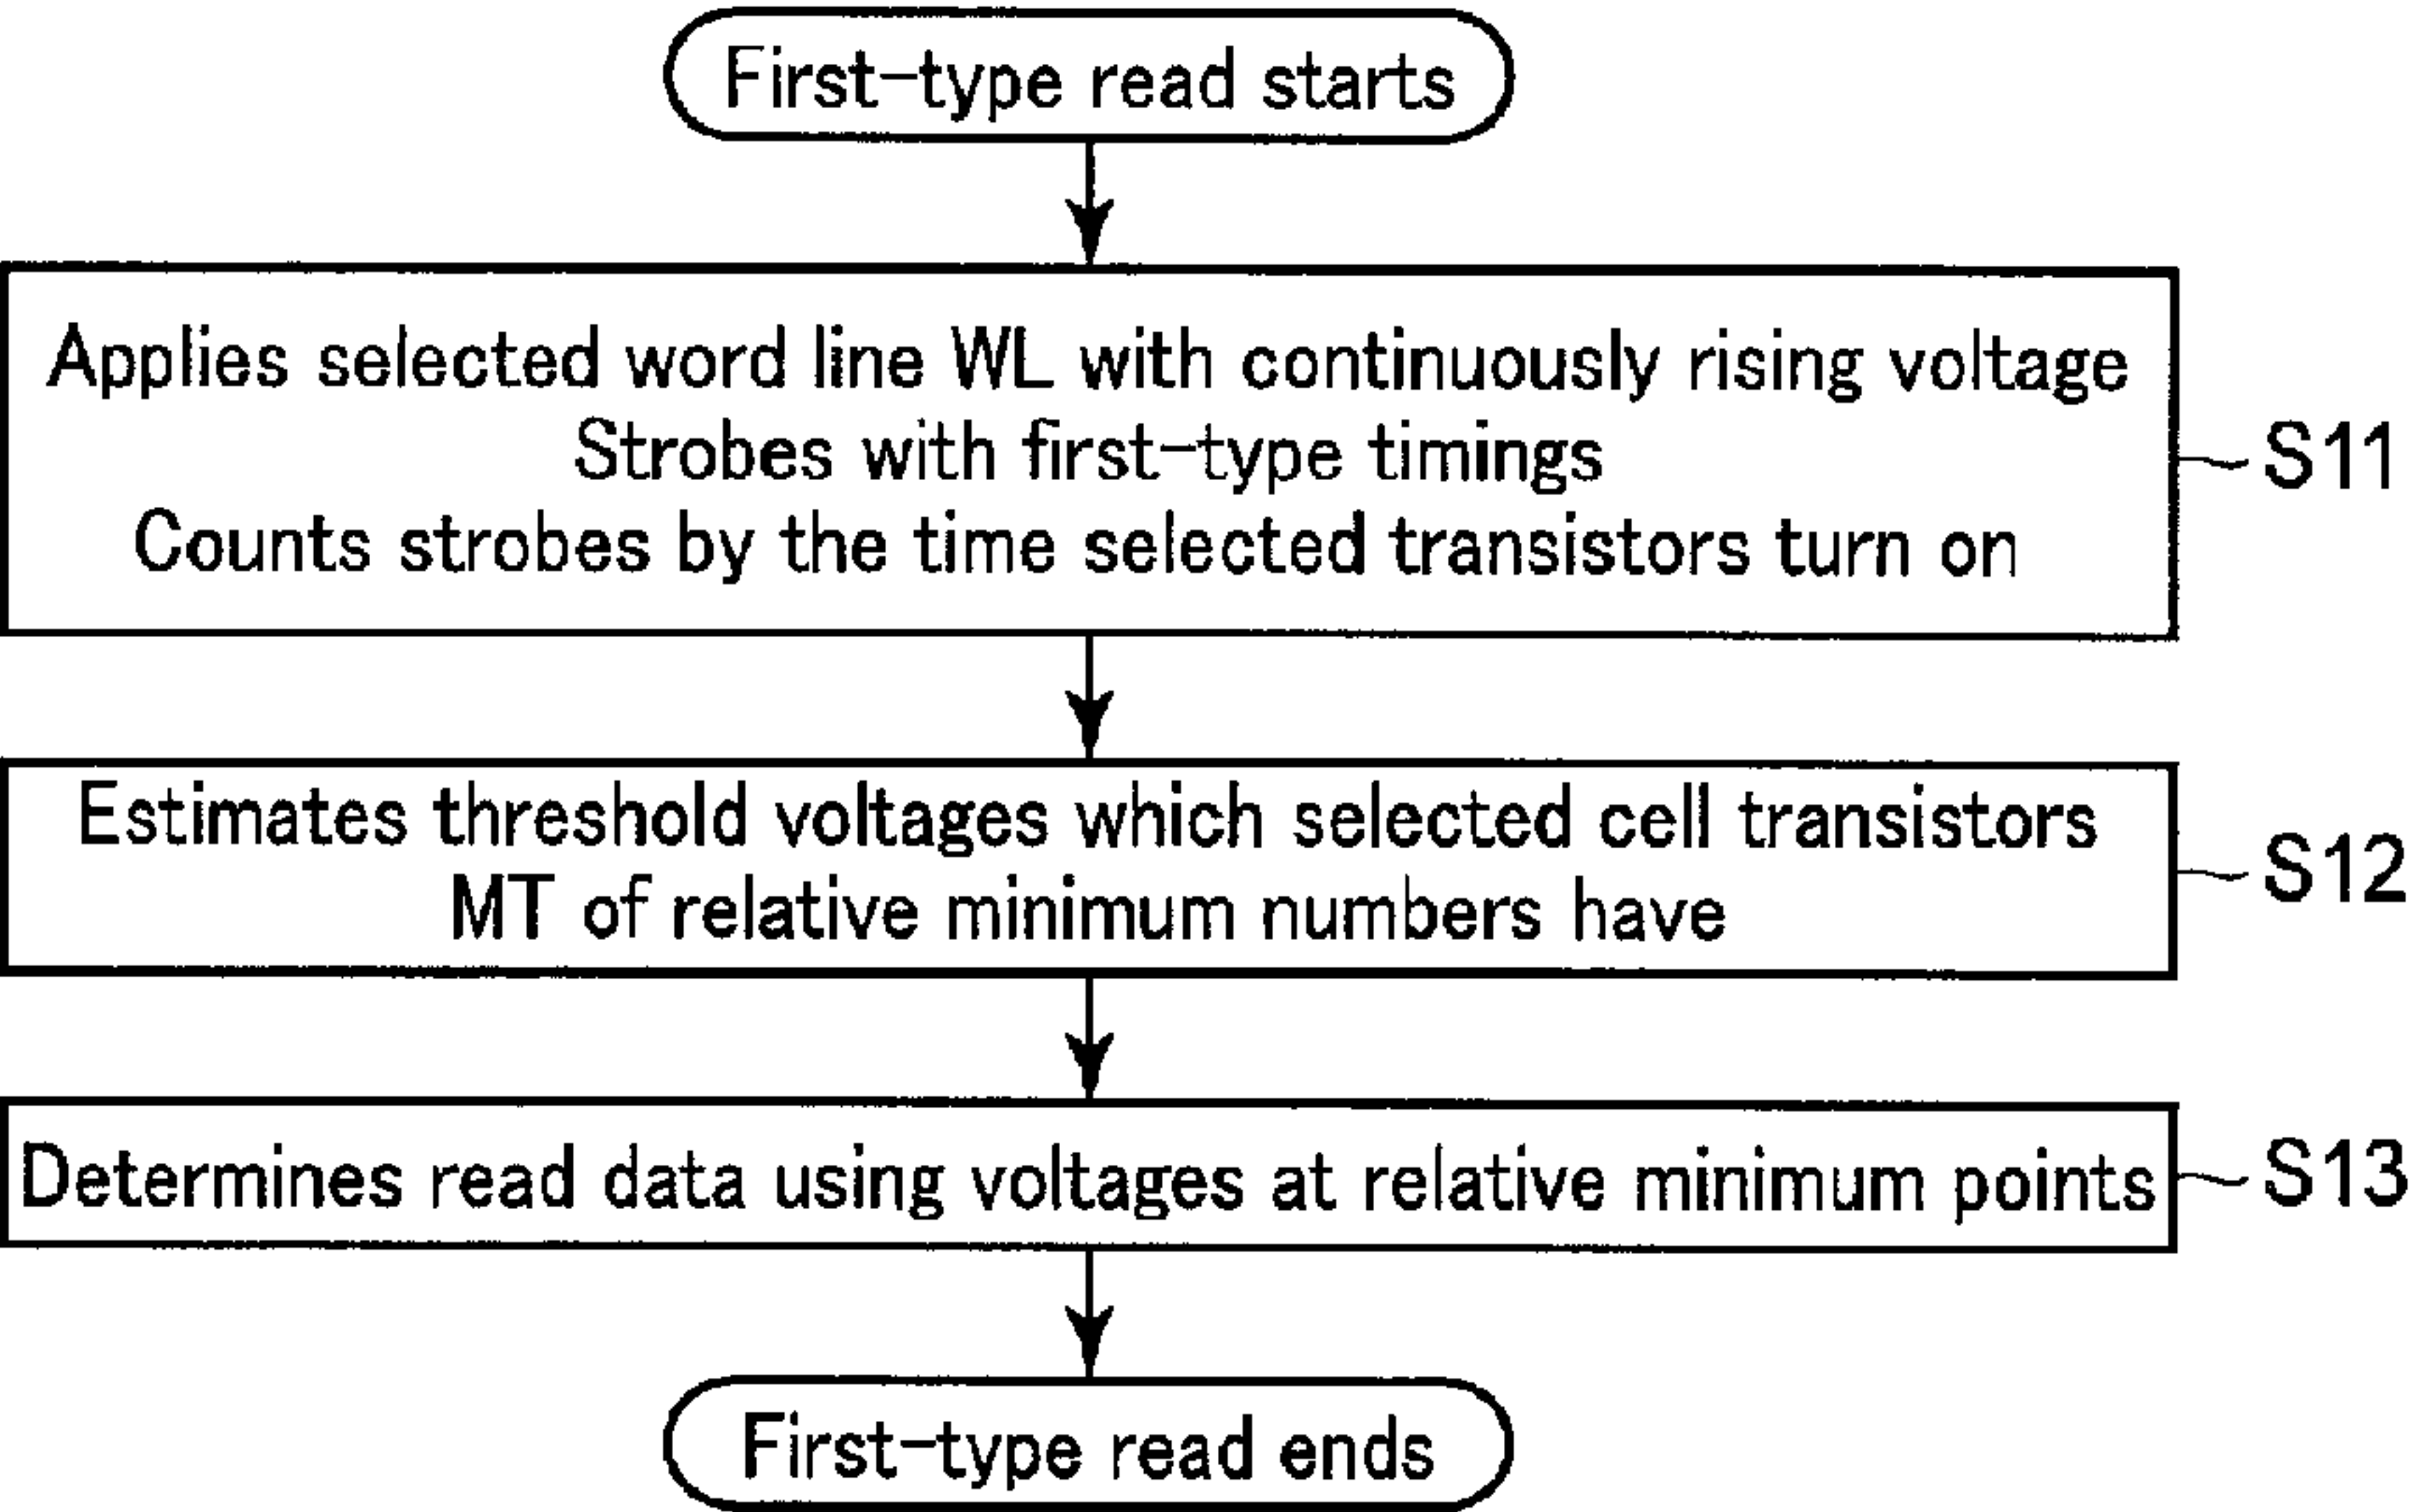 First-type read starts
Applies selected word line WL with continuously rising voltage
Strobes with first-type timings
Counts strobes by the time selected transistors turn on
S11
Estimates threshold voltages which selected cell transistors
MT of relative minimum numbers have
S12
Determines read data using voltages at relative minimum points
S13
First-type read ends